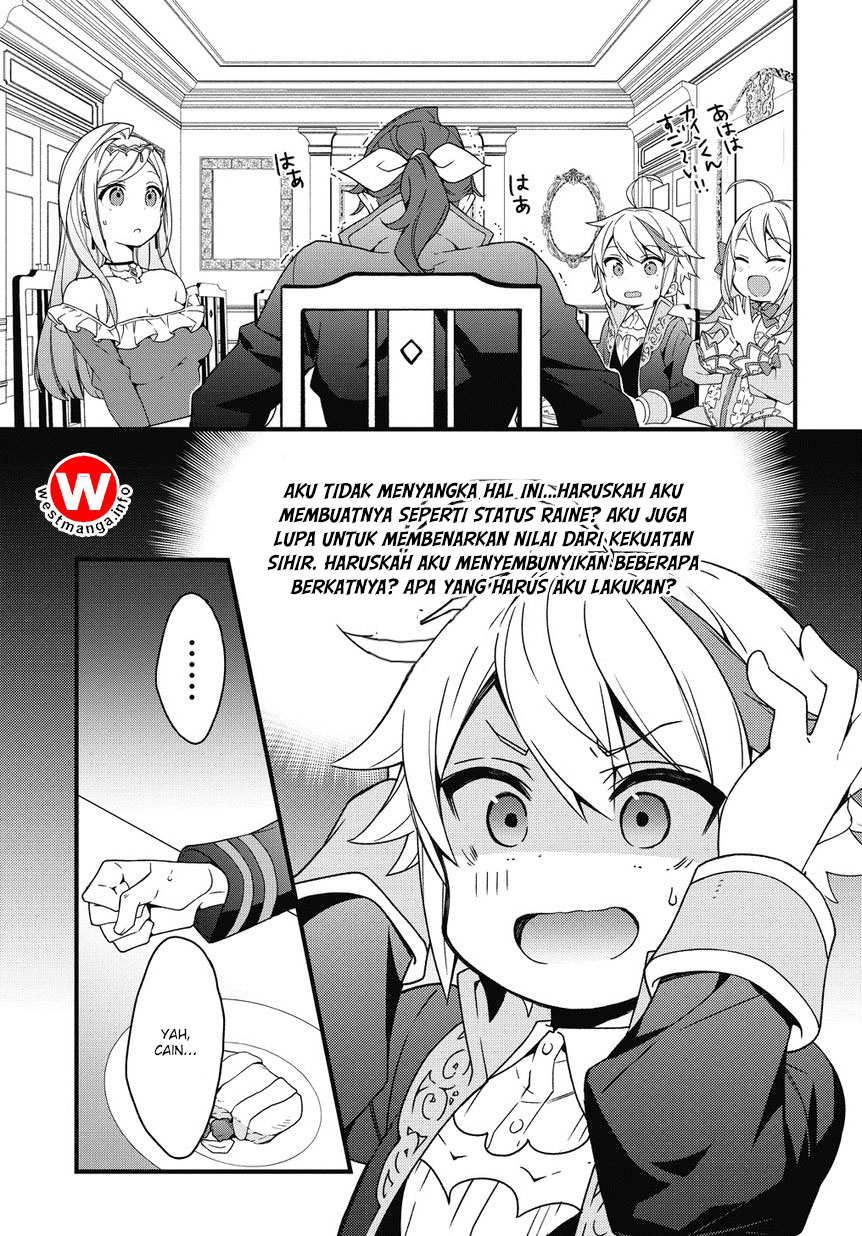 あはは
カインくん
すご〜い!!
はぁ
はぁ
W
westmanga.info
AKU TIDAK MENYANGKA HAL INI...HARUSKAH AKU
MEMBUATNYA SEPERTI STATUS RAINE? AKU JUGA
LUPA UNTUK MEMBENARKAN NILAI DARI KEKUATAN
SIHIR. HARUSKAH AKU MENYEMBUNYIKAN BEBERAPA
BERKATNYA? APA YANG HARUS AKU LAKUKAN?
......
YAH,
CAIN...